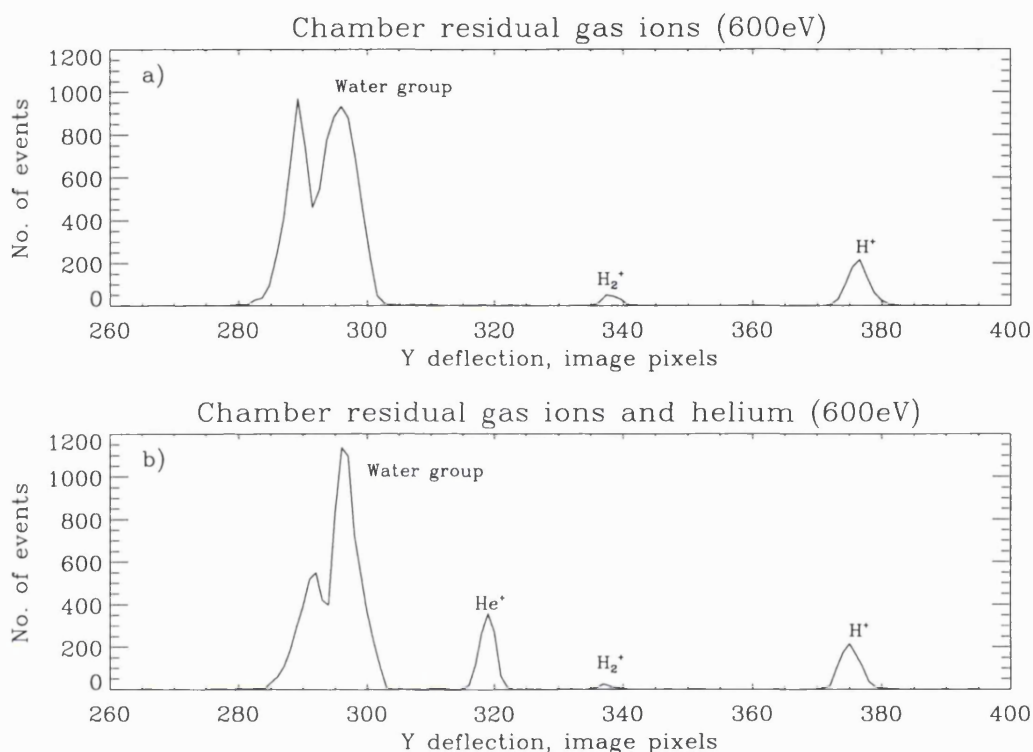 Chamber residual gas ions (600eV)
a)
Water group
H₂⁺
H⁺
No. of events
1200
1000
800
600
400
200
0
260 280 300 320 340 360 380 400
Y deflection, image pixels
Chamber residual gas ions and helium (600eV)
b)
Water group
He⁺
H₂⁺
H⁺
No. of events
1200
1000
800
600
400
200
0
260 280 300 320 340 360 380 400
Y deflection, image pixels